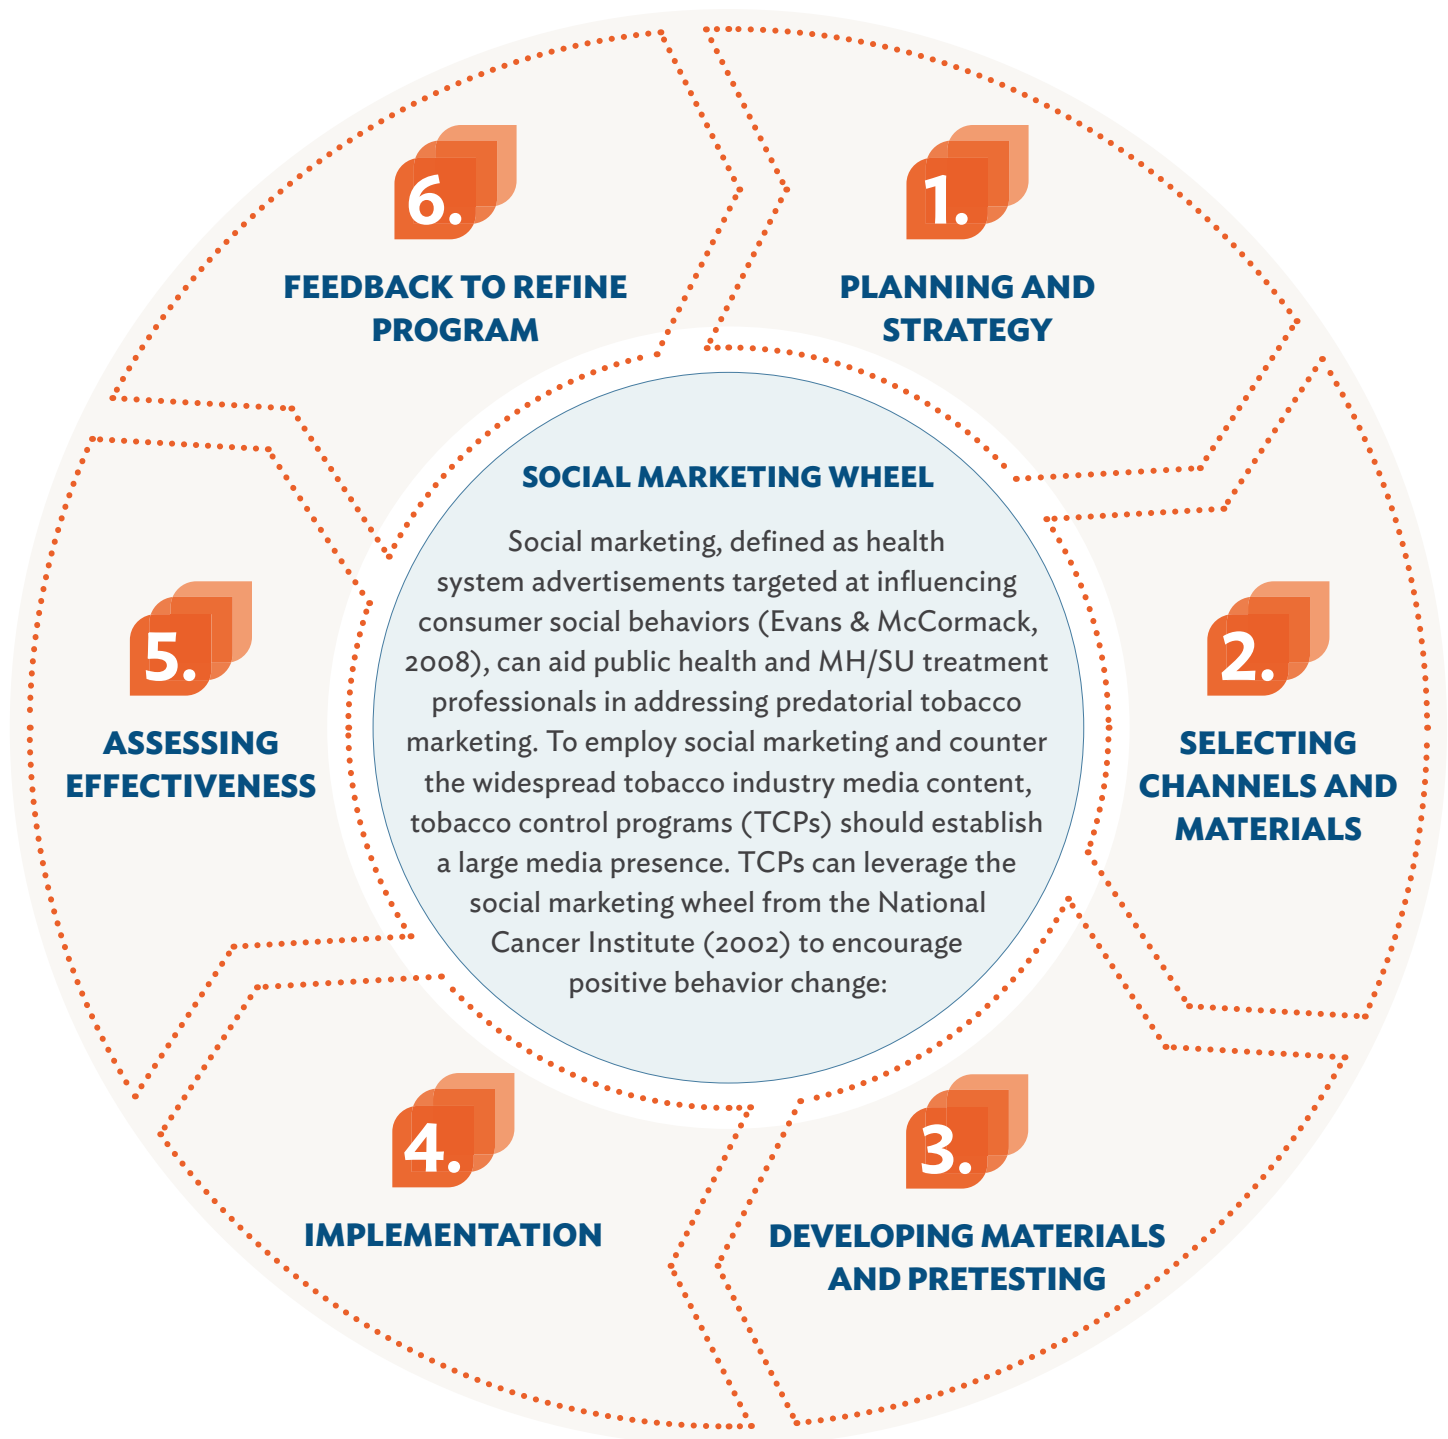 SOCIAL MARKETING WHEEL
Social marketing, defined as health
system advertisements targeted at influencing
consumer social behaviors (Evans & McCormack,
2008), can aid public health and MH/SU treatment
professionals in addressing predatorial tobacco
marketing. To employ social marketing and counter
the widespread tobacco industry media content,
tobacco control programs (TCPs) should establish
a large media presence. TCPs can leverage the
social marketing wheel from the National
Cancer Institute (2002) to encourage
positive behavior change:
1.
PLANNING AND
STRATEGY
2.
SELECTING
CHANNELS AND
MATERIALS
3.
DEVELOPING MATERIALS
AND PRETESTING
4.
IMPLEMENTATION
5.
ASSESSING
EFFECTIVENESS
6.
FEEDBACK TO REFINE
PROGRAM